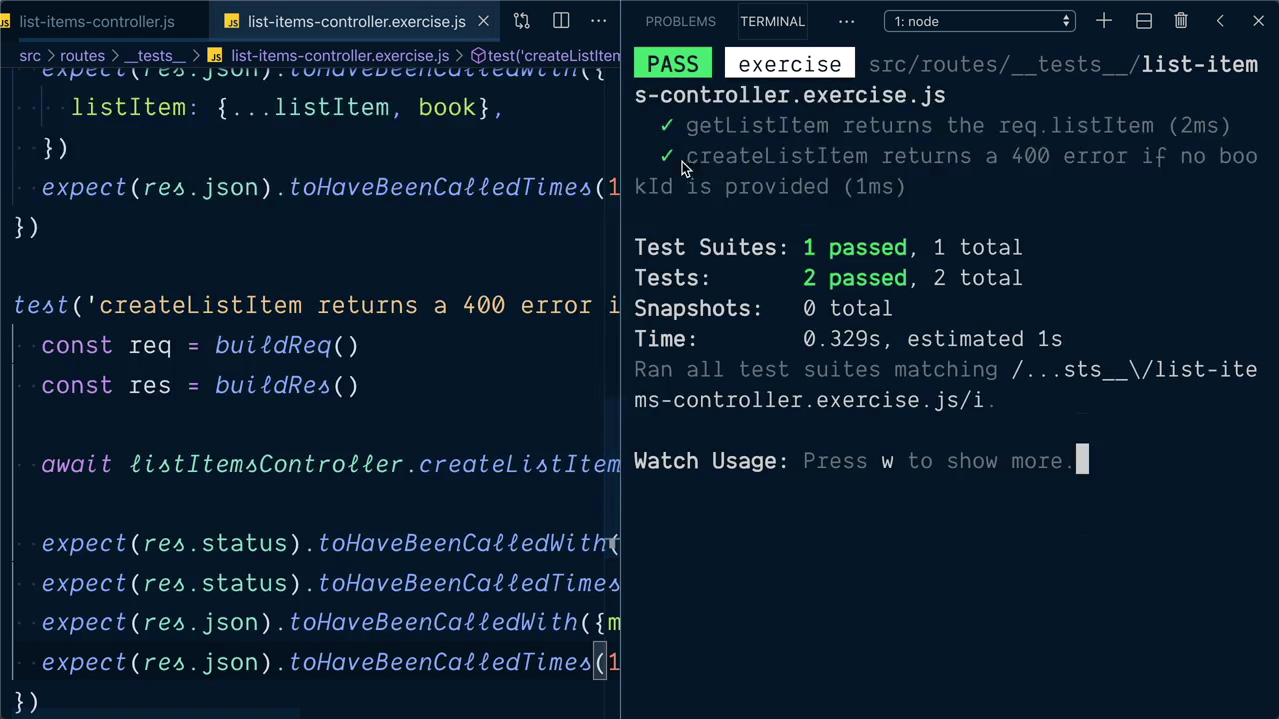 list-items-controller.js
list-items-controller.exercise.js
PROBLEMS
TERMINAL
1: node
src > routes > __tests__ > list-items-controller.exercise.js > test('createListItem
expect(res.json).toHaveBeenCalledWith({
listItem: {...listItem, book},
})
expect(res.json).toHaveBeenCalledTimes(1
})
test('createListItem returns a 400 error i
const req = buildReq()
const res = buildRes()
await listItemsController.createListItem
expect(res.status).toHaveBeenCalledWith(
expect(res.status).toHaveBeenCalledTimes
expect(res.json).toHaveBeenCalledWith({m
expect(res.json).toHaveBeenCalledTimes(1
})
PASS exercise src/routes/__tests__/list-item
s-controller.exercise.js
✓ getListItem returns the req.listItem (2ms)
✓ createListItem returns a 400 error if no boo
kId is provided (1ms)
Test Suites: 1 passed, 1 total
Tests: 2 passed, 2 total
Snapshots: 0 total
Time: 0.329s, estimated 1s
Ran all test suites matching /...sts__\/list-ite
ms-controller.exercise.js/i.
Watch Usage: Press w to show more.